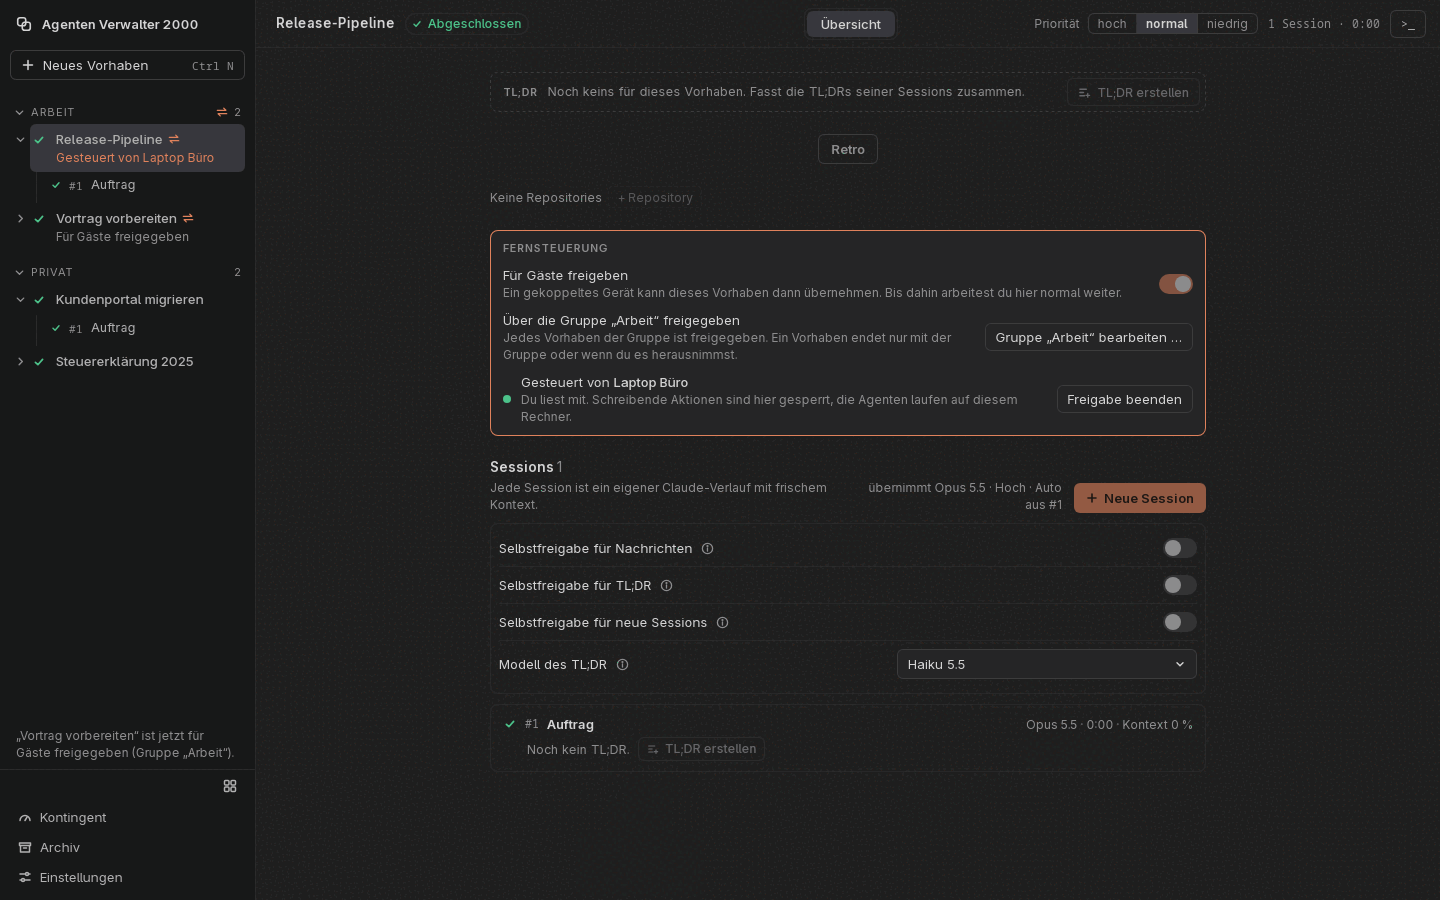 Agenten Verwalter 2000
Neues Vorhaben Ctrl N
ARBEIT 2
Release-Pipeline
Gesteuert von Laptop Büro
#1 Auftrag
Vortrag vorbereiten
Für Gäste freigegeben
PRIVAT 2
Kundenportal migrieren
#1 Auftrag
Steuererklärung 2025
„Vortrag vorbereiten“ ist jetzt für
Gäste freigegeben (Gruppe „Arbeit“).
Kontingent
Archiv
Einstellungen
Release-Pipeline Abgeschlossen Übersicht Priorität hoch normal niedrig 1 Session · 0:00 >_
TL;DR Noch keins für dieses Vorhaben. Fasst die TL;DRs seiner Sessions zusammen. TL;DR erstellen
Retro
Keine Repositories + Repository
FERNSTEUERUNG
Für Gäste freigeben
Ein gekoppeltes Gerät kann dieses Vorhaben dann übernehmen. Bis dahin arbeitest du hier normal weiter.
Über die Gruppe „Arbeit“ freigegeben
Jedes Vorhaben der Gruppe ist freigegeben. Ein Vorhaben endet nur mit der
Gruppe oder wenn du es herausnimmst.
Gruppe „Arbeit“ bearbeiten …
Gesteuert von Laptop Büro
Du liest mit. Schreibende Aktionen sind hier gesperrt, die Agenten laufen auf diesem
Rechner.
Freigabe beenden
Sessions 1
Jede Session ist ein eigener Claude-Verlauf mit frischem
Kontext.
übernimmt Opus 5.5 · Hoch · Auto
aus #1
+ Neue Session
Selbstfreigabe für Nachrichten
Selbstfreigabe für TL;DR
Selbstfreigabe für neue Sessions
Modell des TL;DR Haiku 5.5
#1 Auftrag Opus 5.5 · 0:00 · Kontext 0 %
Noch kein TL;DR. TL;DR erstellen